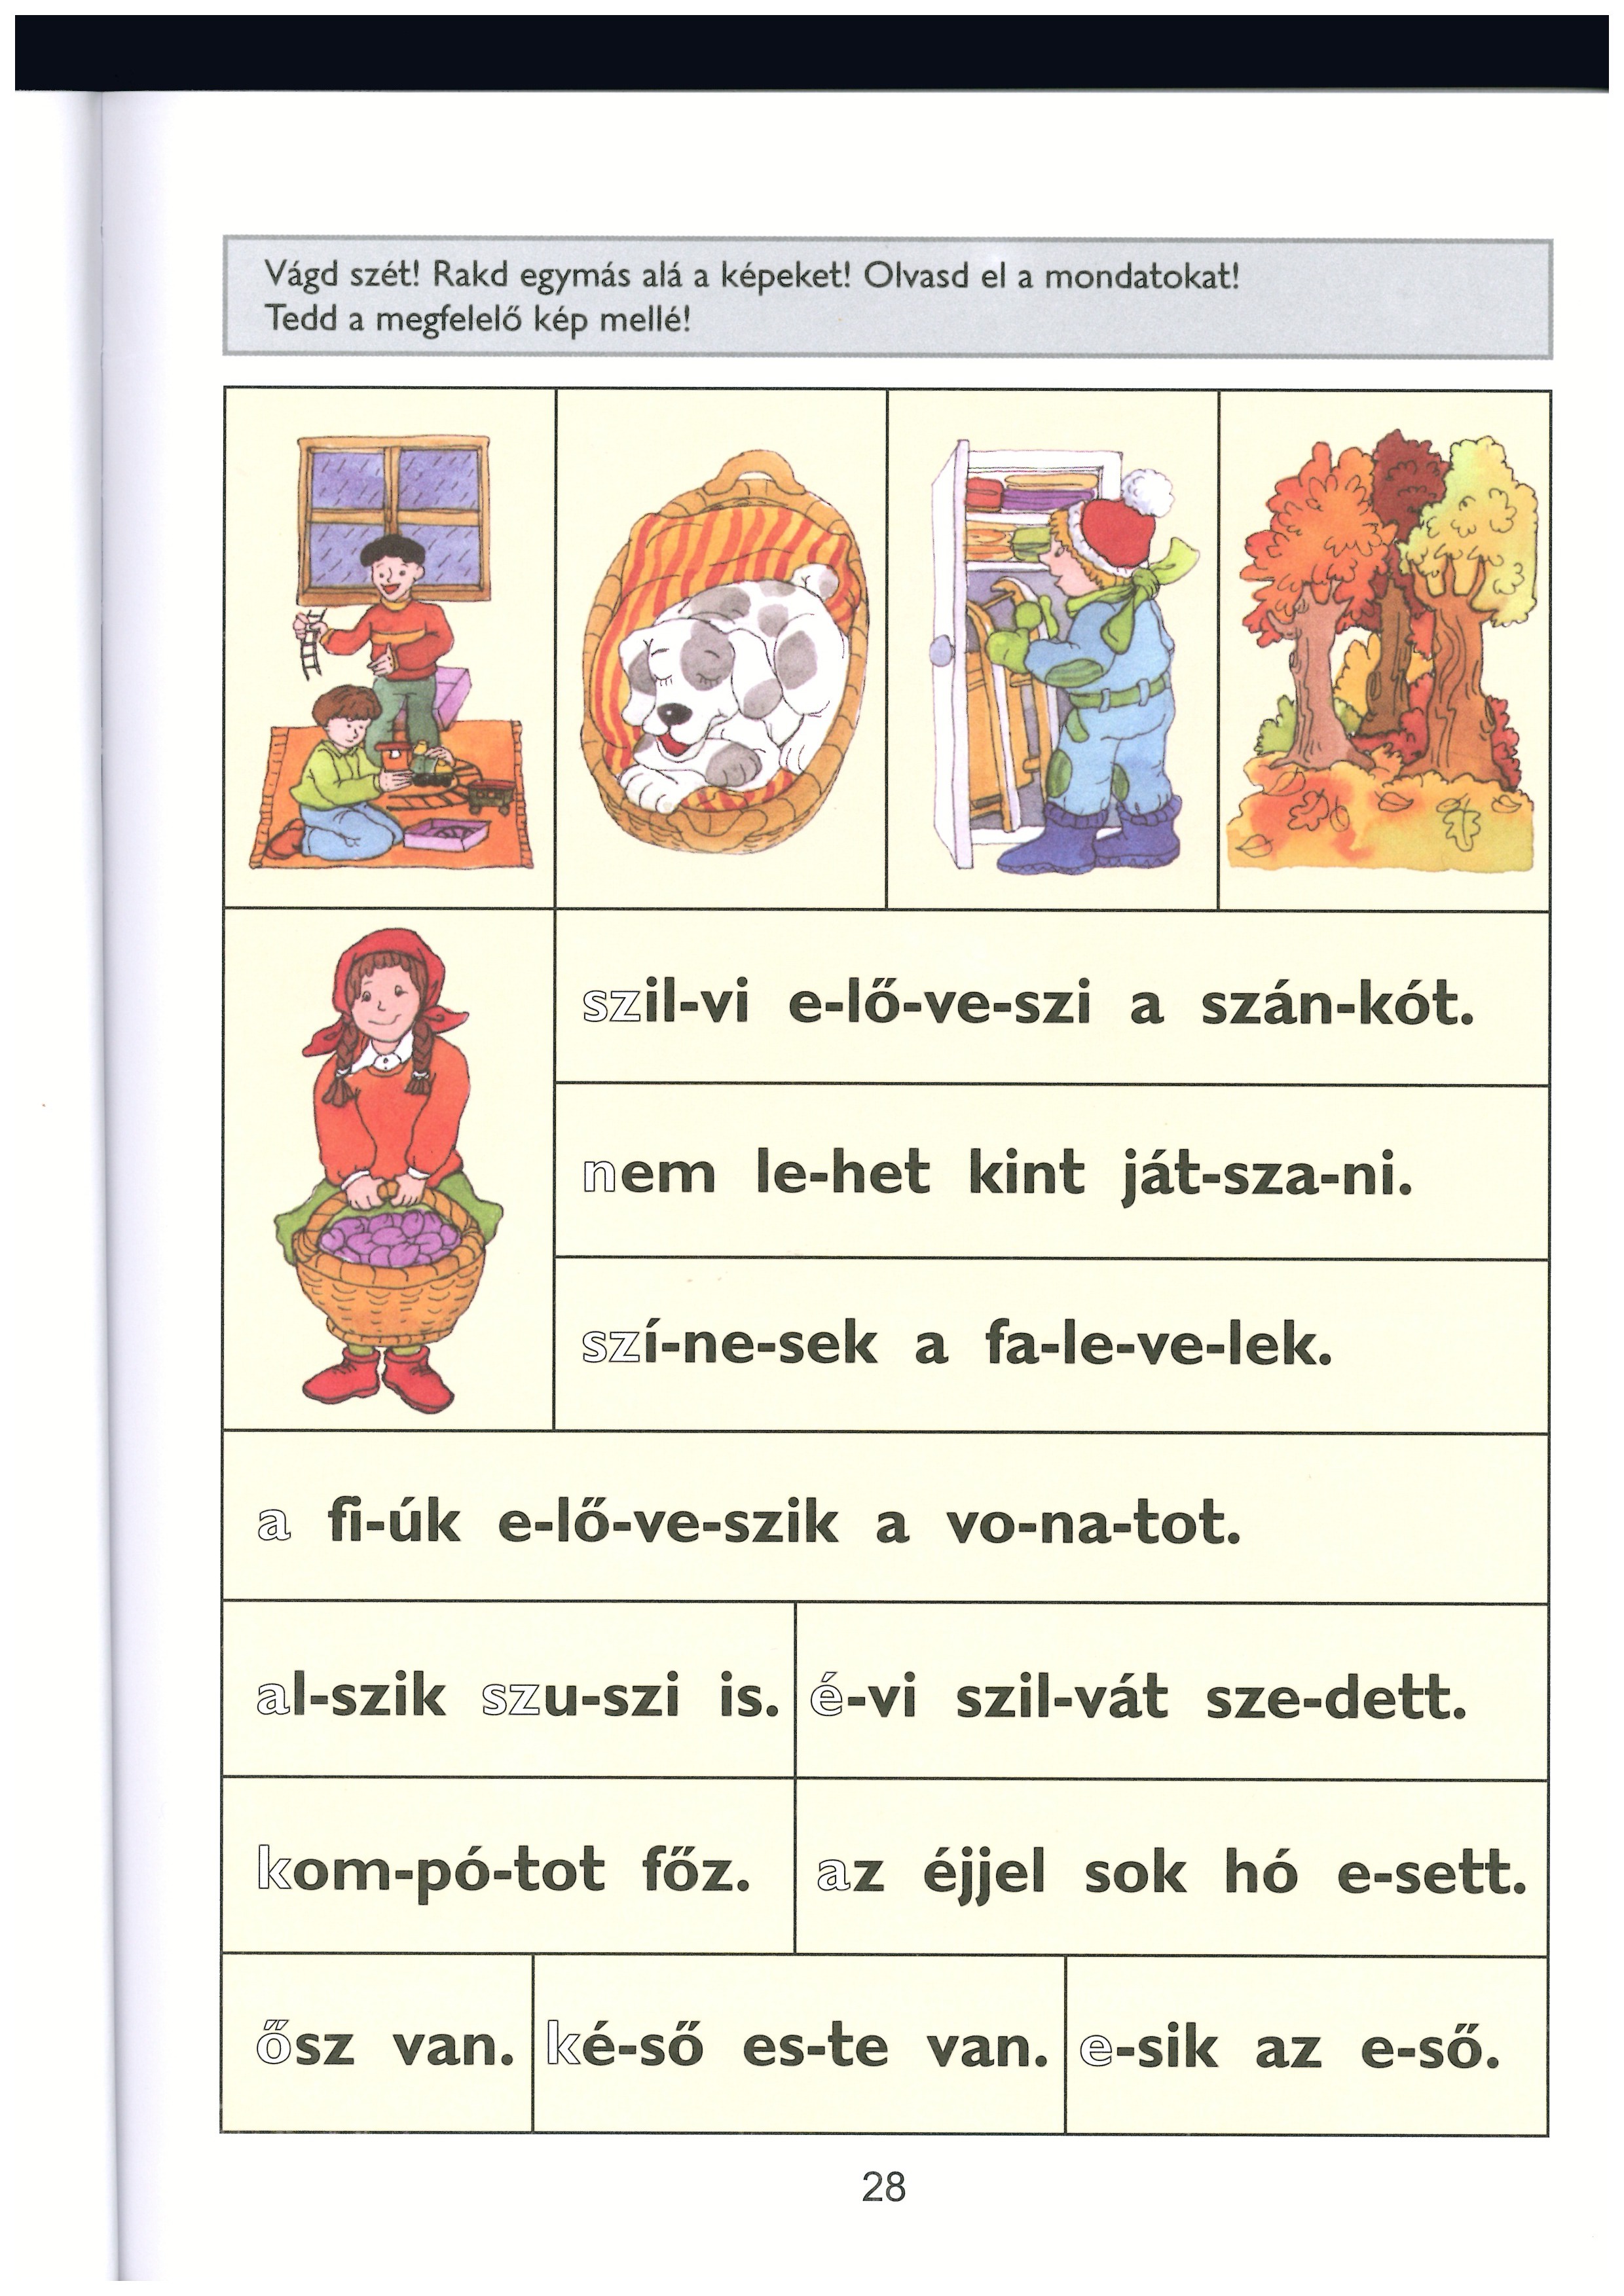 Vágd szét! Rakd egymás alá a képeket! Olvasd el a mondatokat!
Tedd a megfelelő kép mellé!
szil-vi e-lő-ve-szi a szán-kót.
nem le-het kint ját-sza-ni.
szí-ne-sek a fa-le-ve-lek.
a fi-úk e-lő-ve-szik a vo-na-tot.
al-szik szu-szi is.
é-vi szil-vát sze-dett.
kom-pó-tot főz.
az éjjel sok hó e-sett.
ősz van.
ké-ső es-te van.
e-sik az e-ső.
28